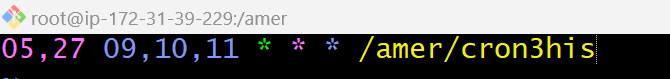 root@ip-172-31-39-229:/amer
05,27 09,10,11 * * * /amer/cron3his